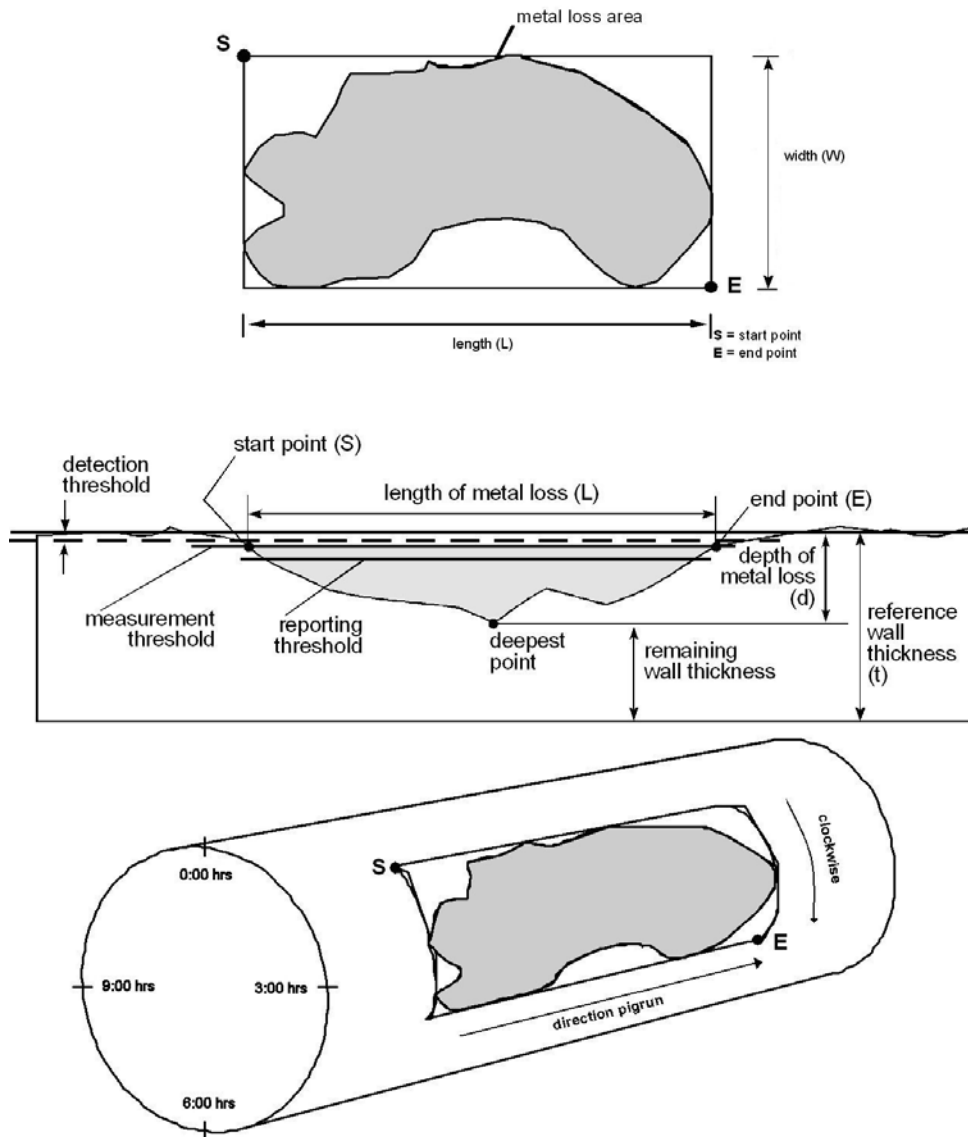 metal loss area
S
width (W)
E
length (L)
S = start point
E = end point
start point (S)
detection
threshold
length of metal loss (L)
end point (E)
depth of
metal loss
(d)
measurement
threshold
reporting
threshold
deepest
point
remaining
wall thickness
reference
wall
thickness
(t)
clockwise
0:00 hrs
S
E
9:00 hrs
3:00 hrs
direction pigrun
6:00 hrs